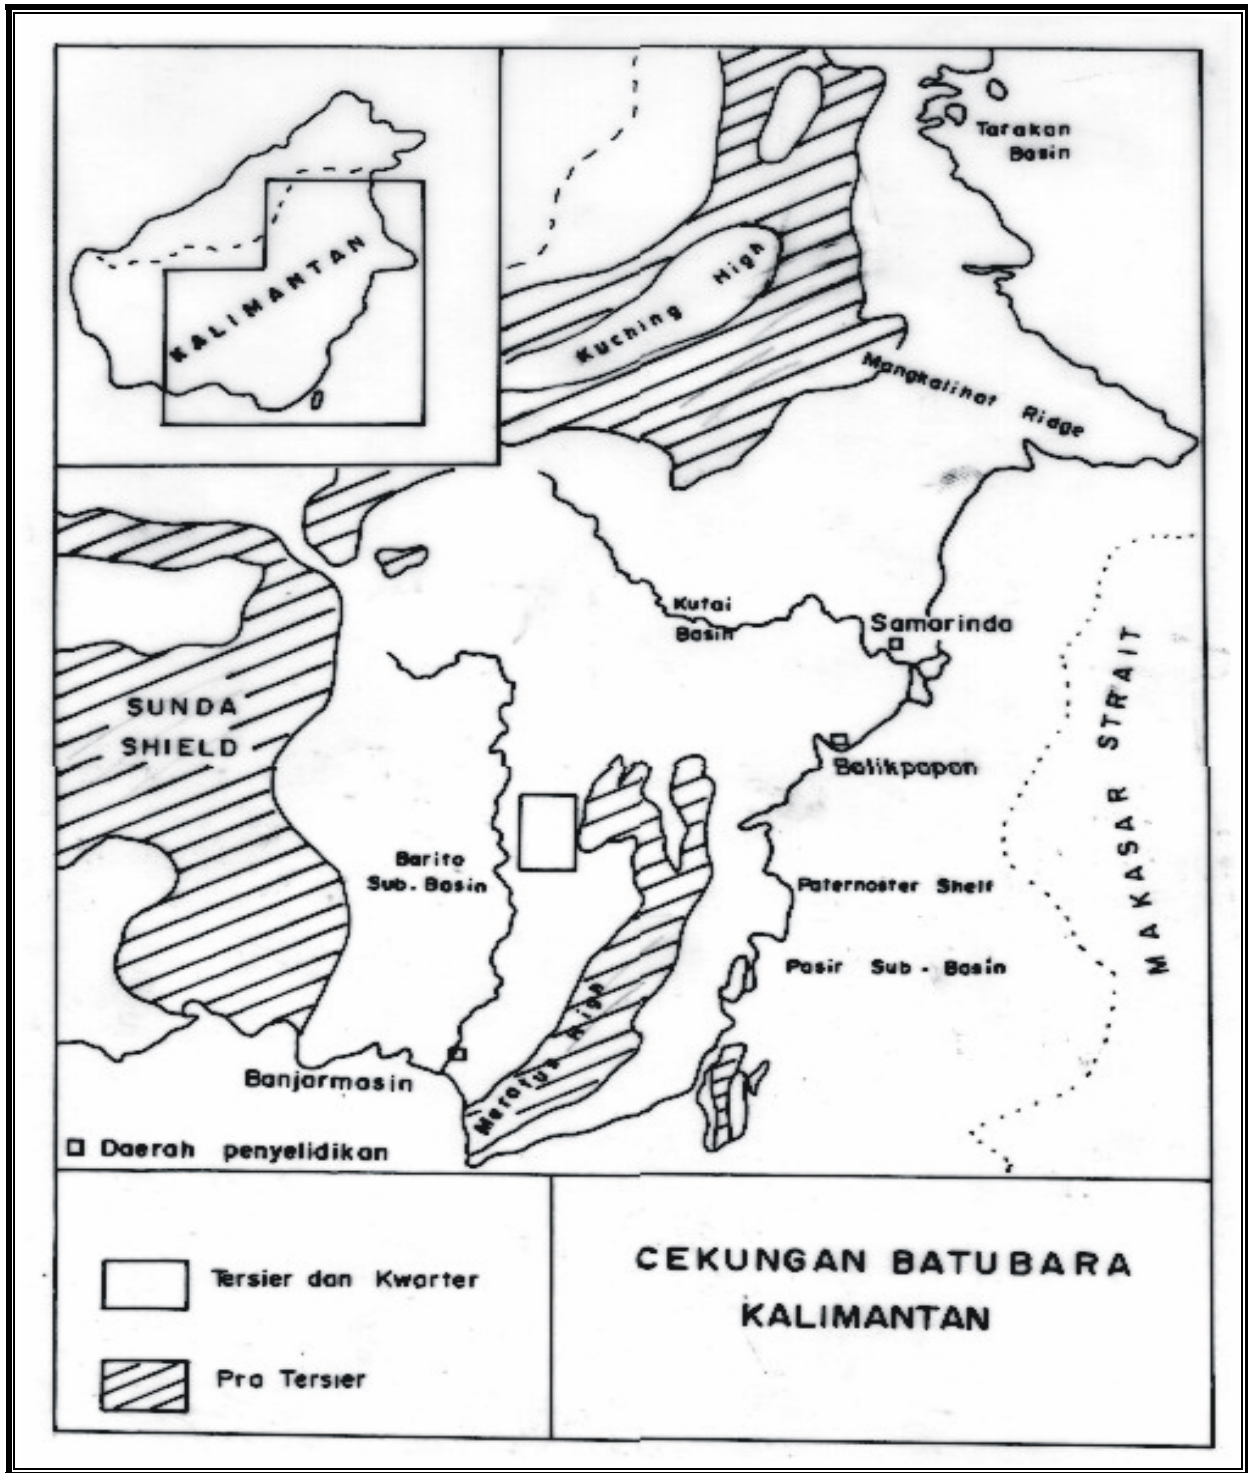 KALIMANTAN
Tarakan
Basin
Kuching High
Mangkalihat Ridge
Kutai
Basin
Samarinda
SUNDA
SHIELD
MAKASAR STRAIT
Balikpapan
Barito
Sub. Basin
Paternoster Shelf
Pasir Sub - Basin
Meratus High
Banjarmasin
Daerah penyelidikan
Tersier dan Kwarter
Pra Tersier
CEKUNGAN BATUBARA
KALIMANTAN